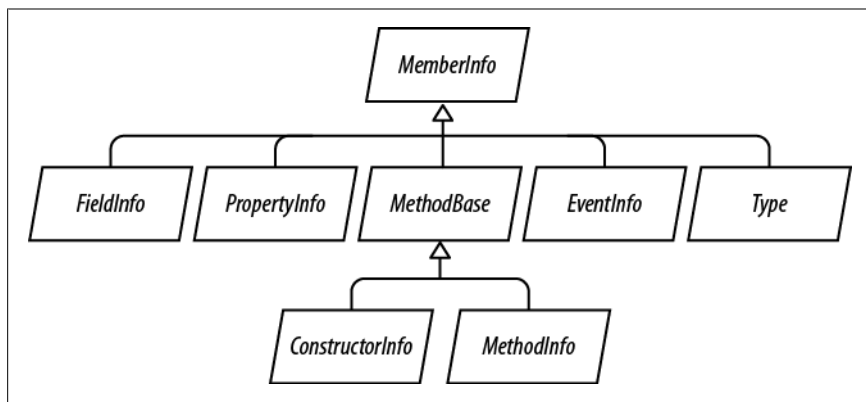 MemberInfo
FieldInfo
PropertyInfo
MethodBase
EventInfo
Type
ConstructorInfo
MethodInfo